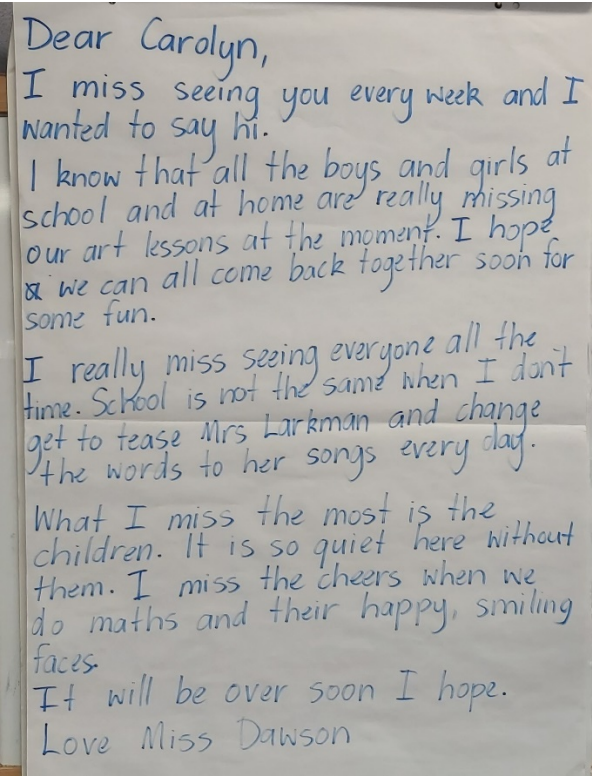 Dear Carolyn,
I miss seeing you every week and I
wanted to say hi.
I know that all the boys and girls at
school and at home are really missing
our art lessons at the moment. I hope
we can all come back together soon for
some fun.
I really miss seeing everyone all the
time. School is not the same when I don't
get to tease Mrs Larkman and change
the words to her songs every day.
What I miss the most is the
children. It is so quiet here without
them. I miss the cheers when we
do maths and their happy, smiling
faces.
It will be over soon I hope.
Love Miss Dawson